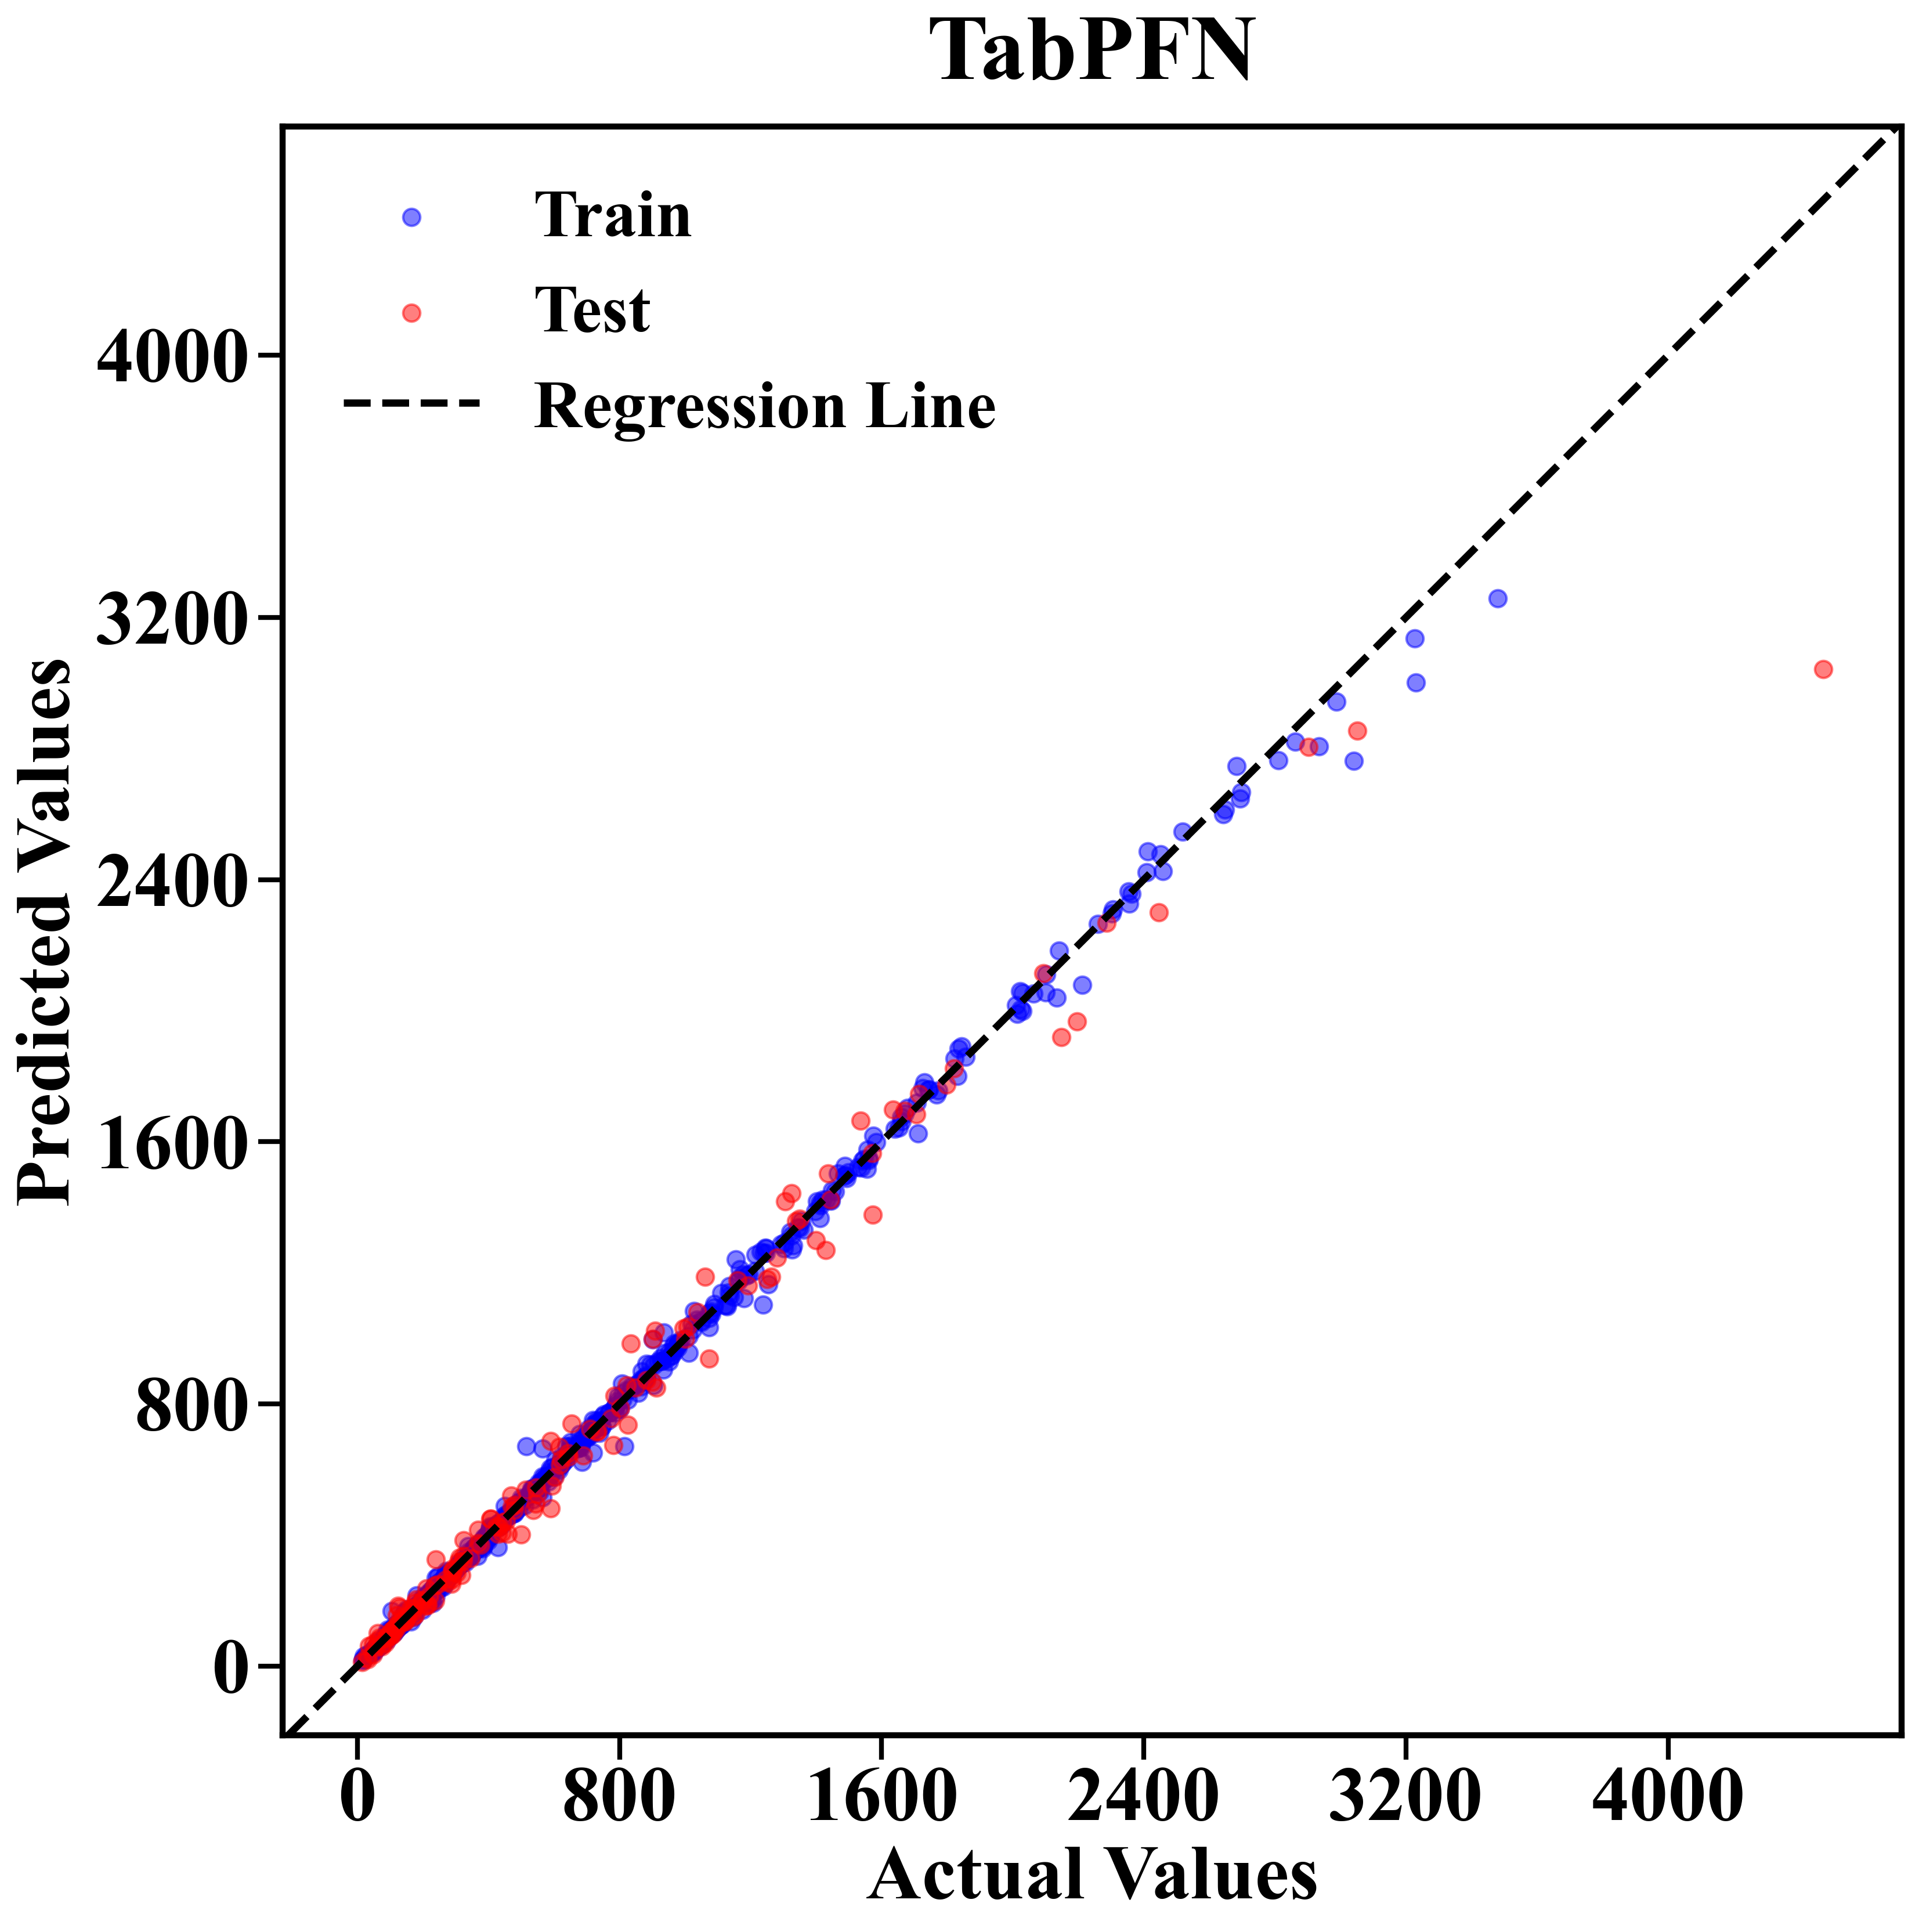 TabPFN
Train
Test
Regression Line
4000
3200
2400
1600
800
0
Predicted Values
0 800 1600 2400 3200 4000
Actual Values